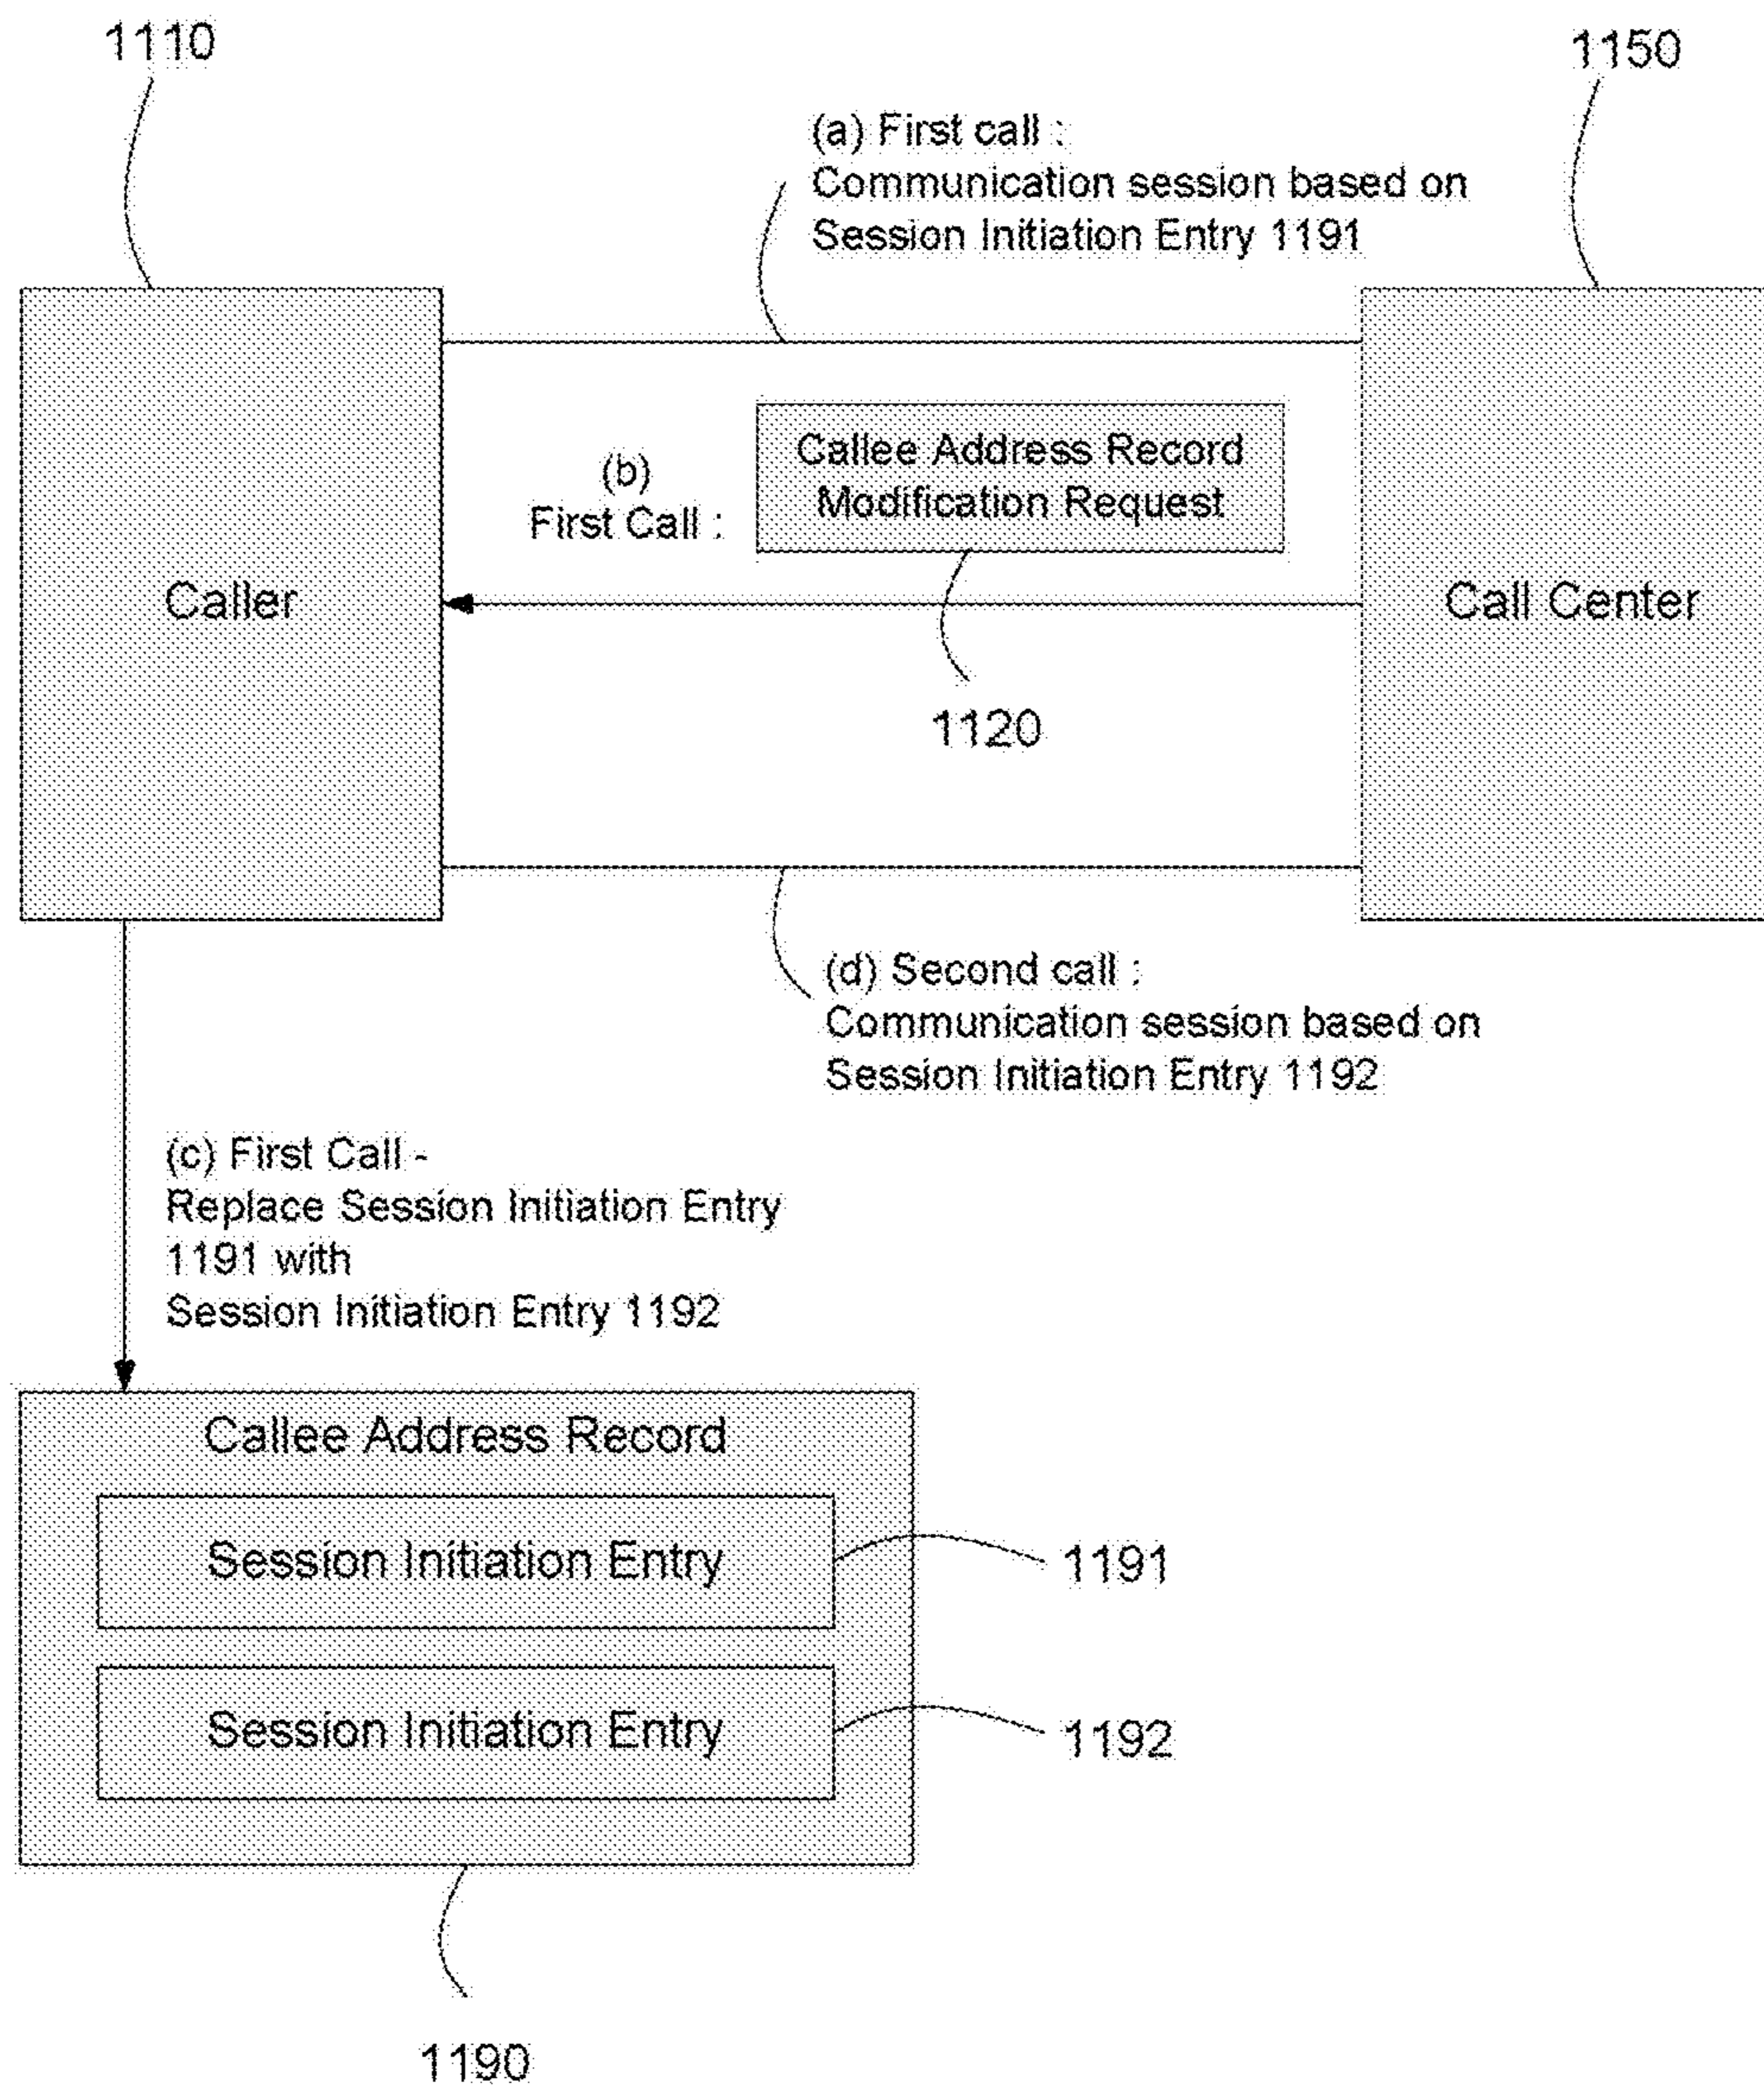 1110
1150
(a) First call :
Communication session based on
Session Initiation Entry 1191
Callee Address Record
Modification Request
(b)
First Call :
Caller
Call Center
1120
(d) Second call :
Communication session based on
Session Initiation Entry 1192
(c) First Call -
Replace Session Initiation Entry
1191 with
Session Initiation Entry 1192
Callee Address Record
Session Initiation Entry
1191
Session Initiation Entry
1192
1190